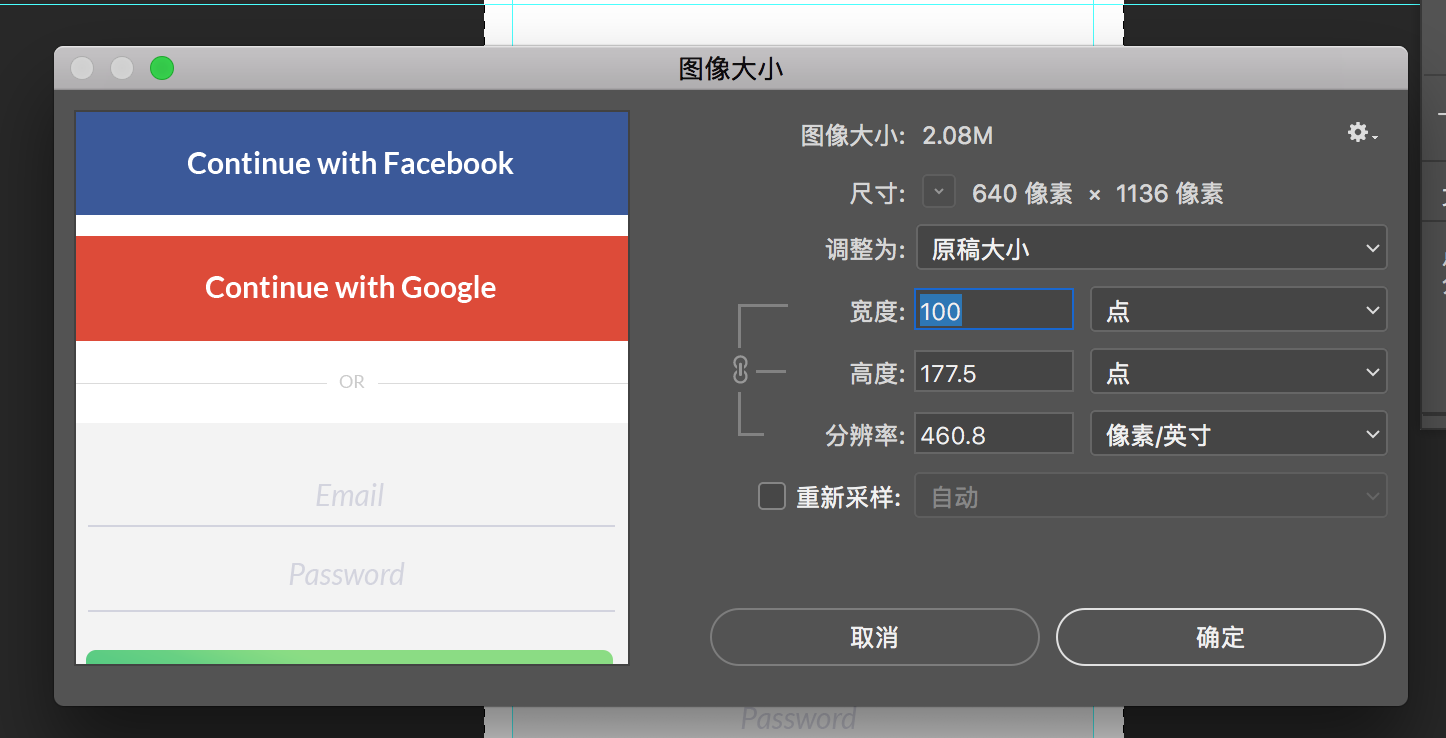 图像大小
Continue with Facebook
Continue with Google
OR
Email
Password
图像大小: 2.08M
尺寸: 640 像素 × 1136 像素
调整为: 原稿大小
宽度: 100 点
高度: 177.5 点
分辨率: 460.8 像素/英寸
重新采样: 自动
取消 确定
Password